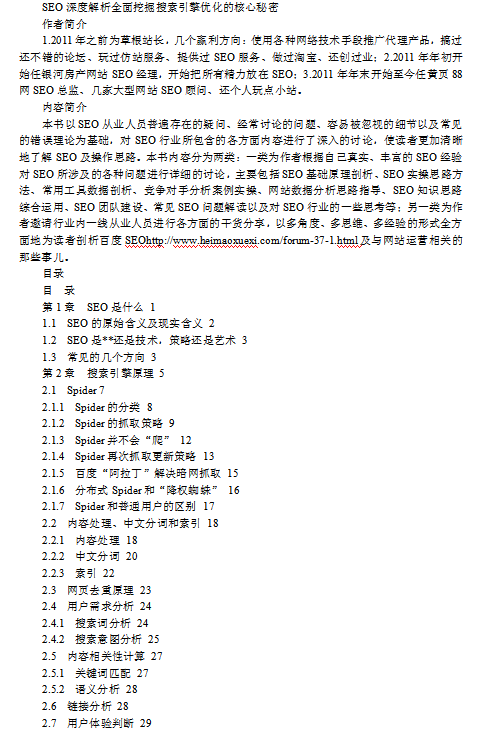 SEO 深度解析全面挖掘搜索引擎优化的核心秘密
作者简介
1.2011 年之前为草根站长，几个赢利方向：使用各种网络技术手段推广代理产品，搞过
还不错的论坛、玩过仿站服务、提供过 SEO 服务、做过淘宝、还创过业；2.2011 年年初开
始任银河房产网站 SEO 经理，开始把所有精力放在 SEO；3.2011 年年末开始至今任黄页 88
网 SEO 总监、几家大型网站 SEO 顾问、还个人玩点小站。
内容简介
本书以 SEO 从业人员普遍存在的疑问、经常讨论的问题、容易被忽视的细节以及常见
的错误理论为基础，对 SEO 行业所包含的各方面内容进行了深入的讨论，使读者更加清晰
地了解 SEO 及操作思路。本书内容分为两类：一类为作者根据自己真实、丰富的 SEO 经验
对 SEO 所涉及的各种问题进行详细的讨论，主要包括 SEO 基础原理剖析、SEO 实操思路方
法、常用工具数据剖析、竞争对手分析案例实操、网站数据分析思路指导、SEO 知识思路
综合运用、SEO 团队建设、常见 SEO 问题解读以及对 SEO 行业的一些思考等；另一类为作
者邀请行业内一线从业人员进行各方面的干货分享，以多角度、多思维、多经验的形式全方
面地为读者剖析百度 SEOhttp://www.heimaoxuexi.com/forum-37-1.html 及与网站运营相关的
那些事儿。
目录
目　录
第 1 章　SEO 是什么 1
1.1　SEO 的原始含义及现实含义 2
1.2　SEO 是**还是技术，策略还是艺术 3
1.3　常见的几个方向 3
第 2 章　搜索引擎原理 5
2.1　Spider 7
2.1.1　Spider 的分类 8
2.1.2　Spider 的抓取策略 9
2.1.3　Spider 并不会“爬” 12
2.1.4　Spider 再次抓取更新策略 13
2.1.5　百度“阿拉丁”解决暗网抓取 15
2.1.6　分布式 Spider 和“降权蜘蛛” 16
2.1.7　Spider 和普通用户的区别 17
2.2　内容处理、中文分词和索引 18
2.2.1　内容处理 18
2.2.2　中文分词 20
2.2.3　索引 22
2.3　网页去重原理 23
2.4　用户需求分析 24
2.4.1　搜索词分析 24
2.4.2　搜索意图分析 25
2.5　内容相关性计算 27
2.5.1　关键词匹配 27
2.5.2　语义分析 28
2.6　链接分析 28
2.7　用户体验判断 29